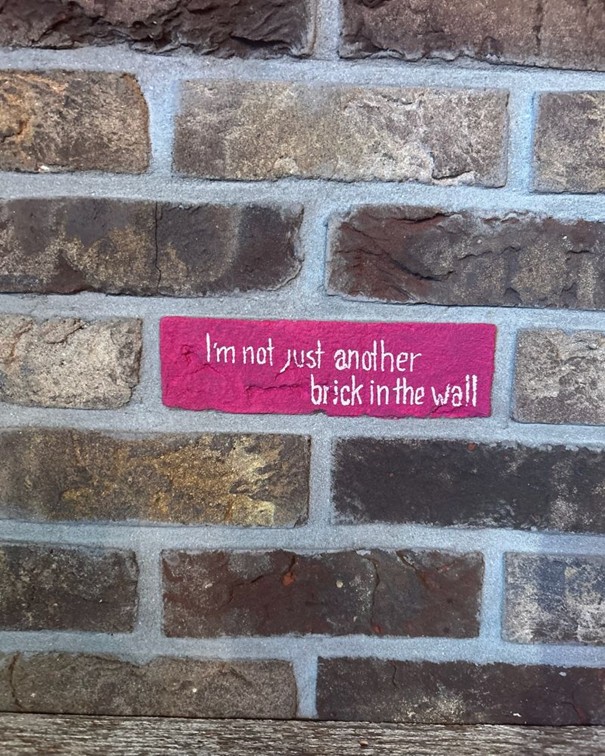 I'm not just another
brick in the wall